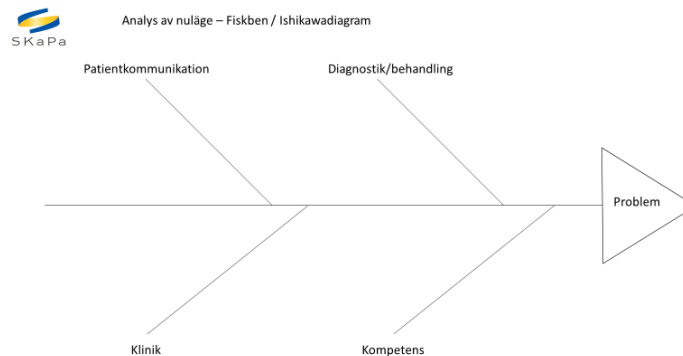 Analys av nuläge – Fiskben / Ishikawadiagram
SKaPa
Patientkommunikation
Diagnostik/behandling
Problem
Klinik
Kompetens